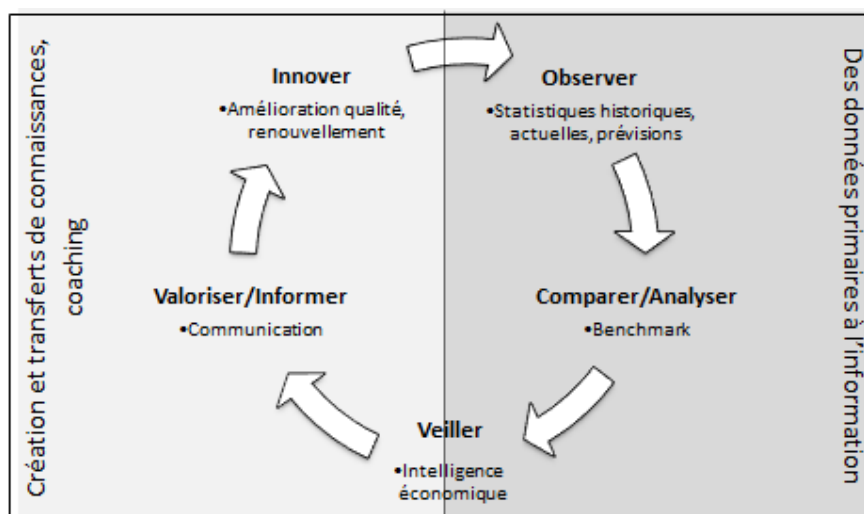 Création et transferts de connaissances,
coaching
Innover
•Amélioration qualité,
renouvellement
Observer
•Statistiques historiques,
actuelles, prévisions
Valoriser/Informer
•Communication
Comparer/Analyser
•Benchmark
Veiller
•Intelligence
économique
Des données primaires à l'information